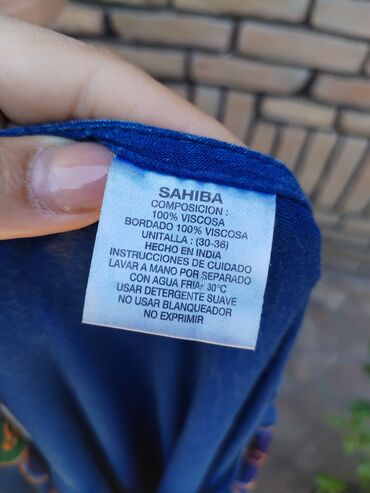 SAHIBA
COMPOSICION :
100% VISCOSA
BORDADO 100% VISCOSA
UNITALLA : (30-36)
HECHO EN INDIA
INSTRUCCIONES DE CUIDADO
LAVAR A MANO POR SEPARADO
CON AGUA FRIA 30°C
USAR DETERGENTE SUAVE
NO USAR BLANQUEADOR
NO EXPRIMIR